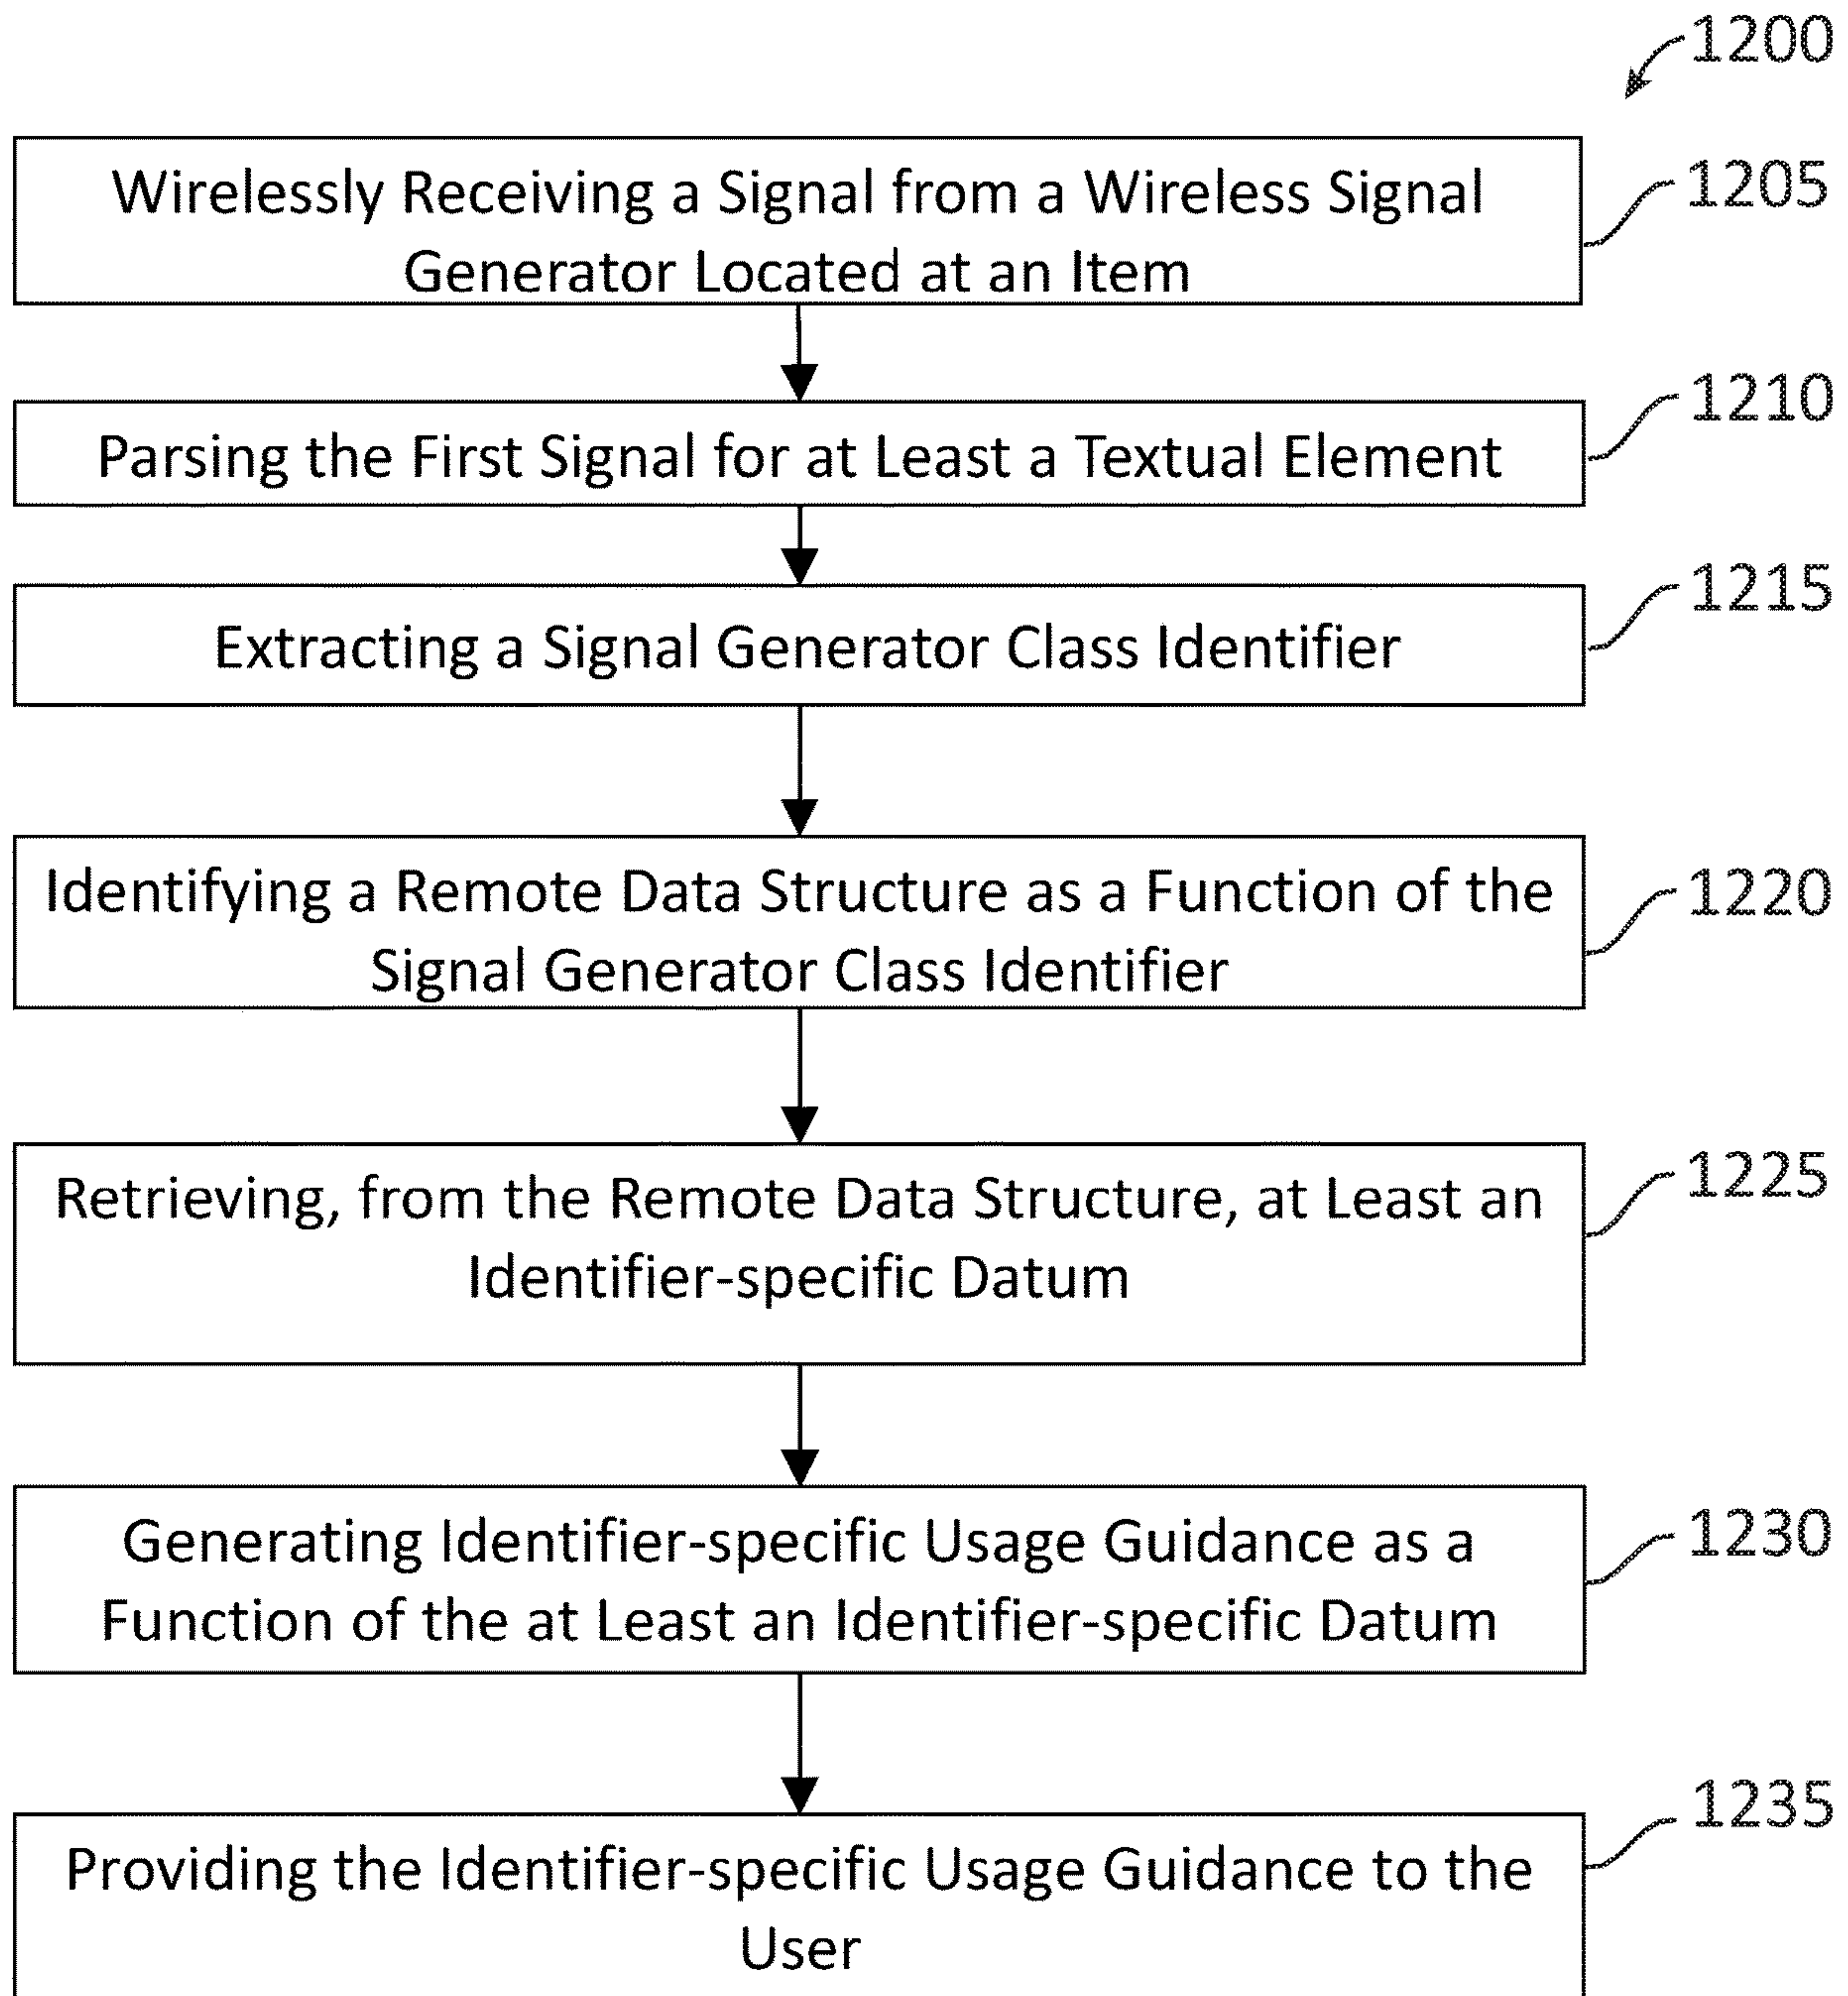 1200
Wirelessly Receiving a Signal from a Wireless Signal
Generator Located at an Item
1205
Parsing the First Signal for at Least a Textual Element
1210
Extracting a Signal Generator Class Identifier
1215
Identifying a Remote Data Structure as a Function of the
Signal Generator Class Identifier
1220
Retrieving, from the Remote Data Structure, at Least an
Identifier-specific Datum
1225
Generating Identifier-specific Usage Guidance as a
Function of the at Least an Identifier-specific Datum
1230
Providing the Identifier-specific Usage Guidance to the
User
1235